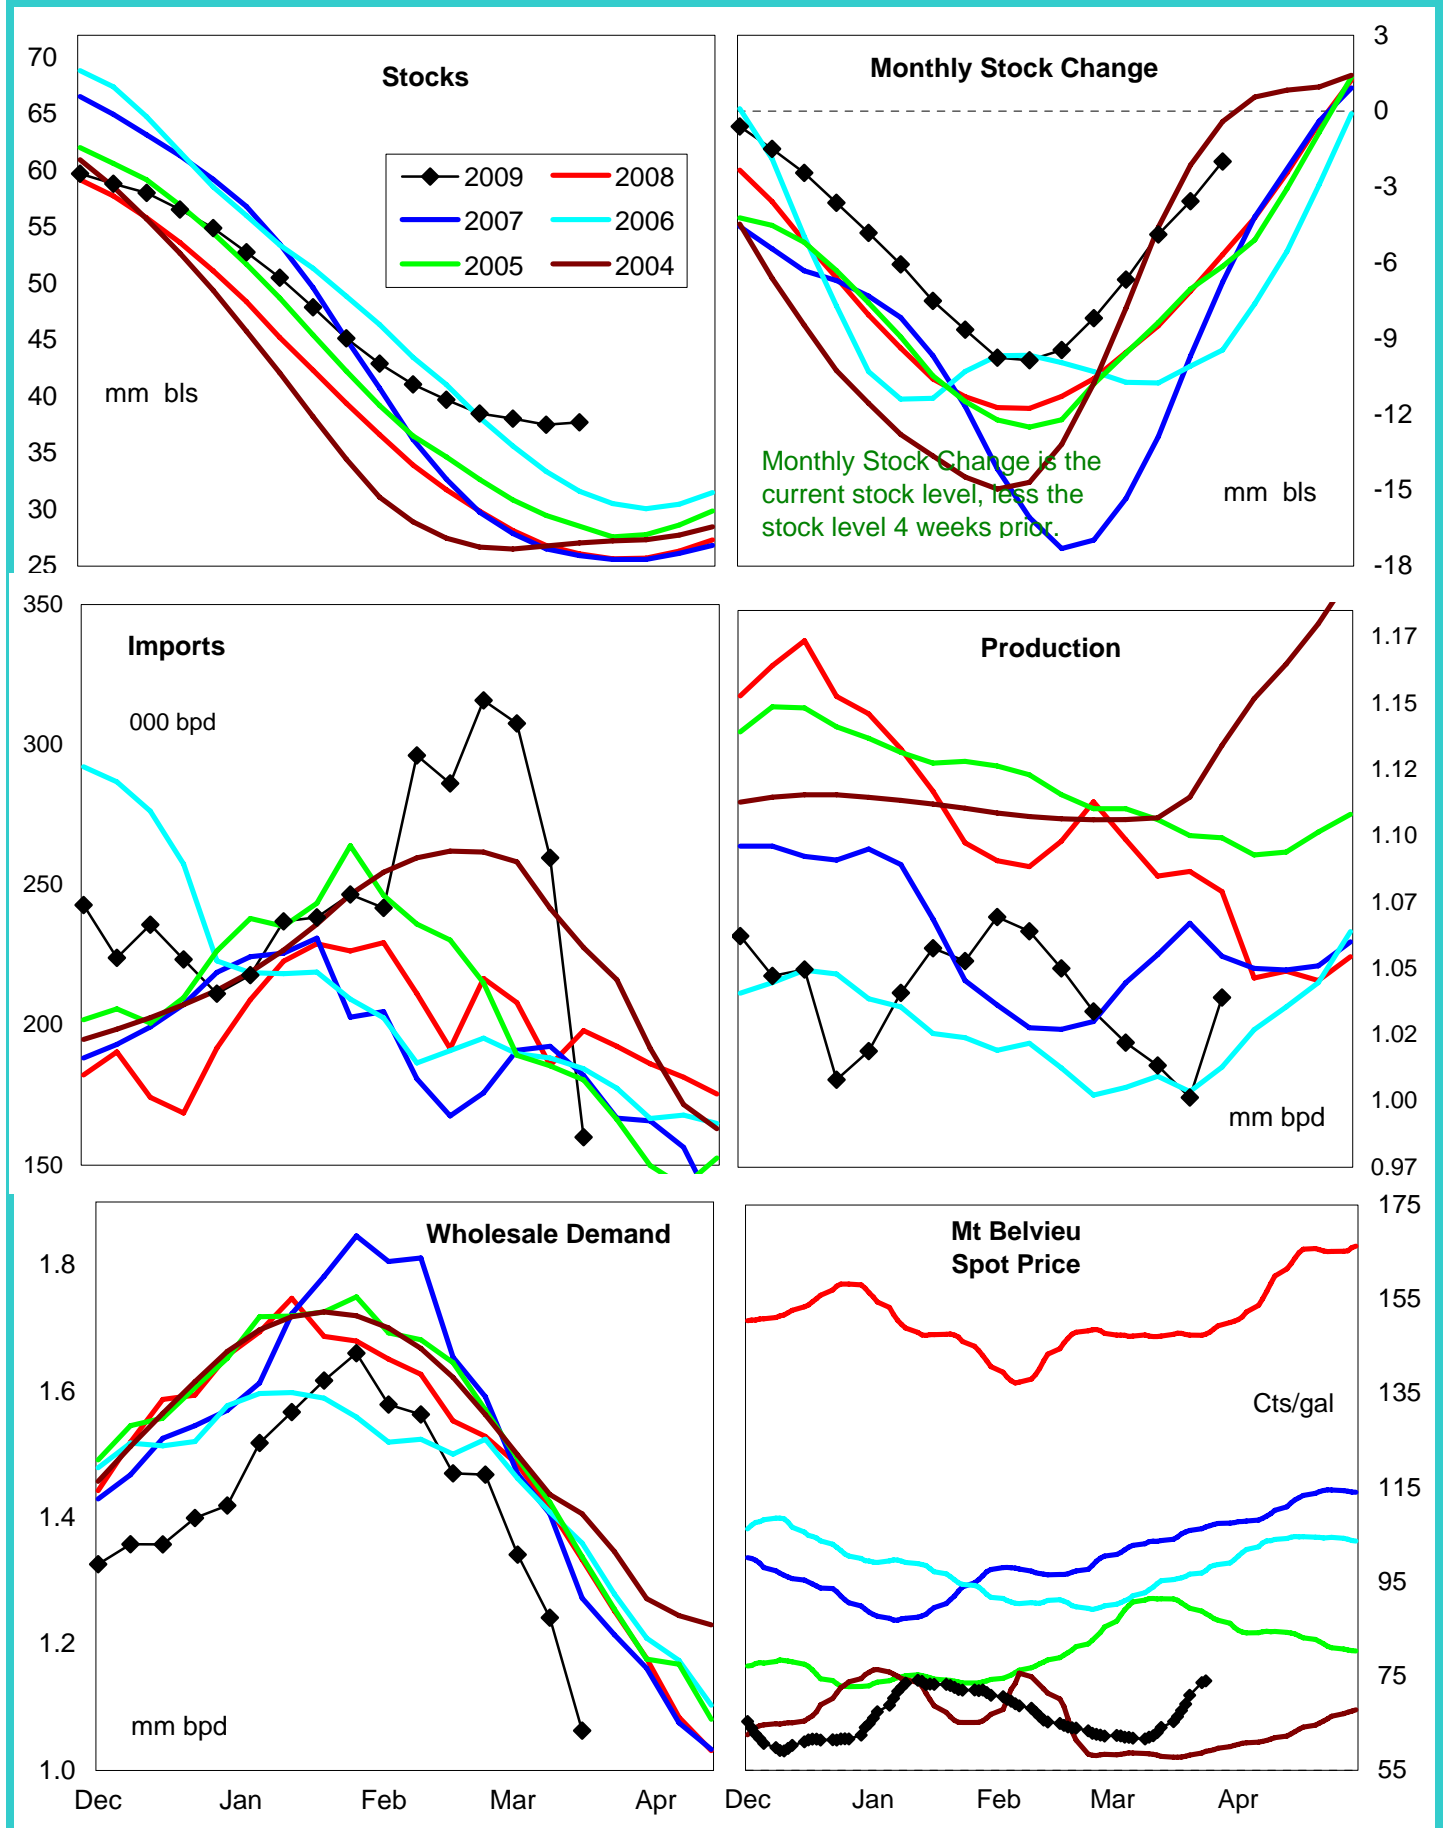 Stocks
70
65
60
55
50
45
40
35
30
25
2009
2008
2007
2006
2005
2004
mm bls
Monthly Stock Change
3
0
-3
-6
-9
-12
-15
-18
Monthly Stock Change is the
current stock level, less the
stock level 4 weeks prior.
mm bls
Imports
000 bpd
350
300
250
200
150
Production
1.17
1.15
1.12
1.10
1.07
1.05
1.02
1.00
0.97
mm bpd
Wholesale Demand
1.8
1.6
1.4
1.2
1.0
mm bpd
Dec
Jan
Feb
Mar
Apr
Mt Belvieu
Spot Price
175
155
135
115
95
75
55
Cts/gal
Dec
Jan
Feb
Mar
Apr